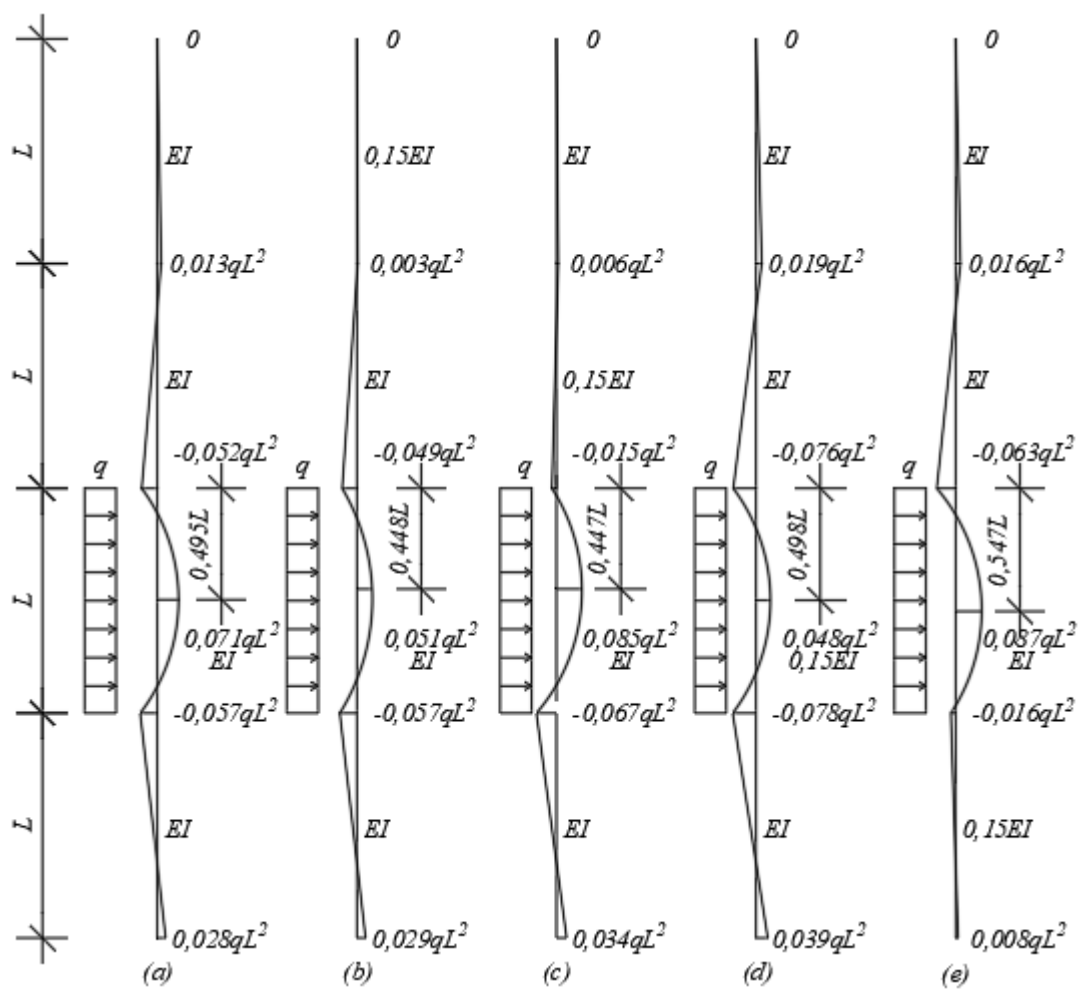 0 0 0 0 0
L EI 0,15EI EI EI EI
0,013qL² 0,003qL² 0,006qL² 0,019qL² 0,016qL²
L EI EI 0,15EI EI EI
-0,052qL² -0,049qL² -0,015qL² -0,076qL² -0,063qL²
q q q q q
L 0,495L 0,448L 0,447L 0,498L 0,547L
0,071qL² 0,051qL² 0,085qL² 0,048qL² 0,087qL²
EI EI EI 0,15EI EI
-0,057qL² -0,057qL² -0,067qL² -0,078qL² -0,016qL²
L EI EI EI EI 0,15EI
0,028qL² 0,029qL² 0,034qL² 0,039qL² 0,008qL²
(a) (b) (c) (d) (e)